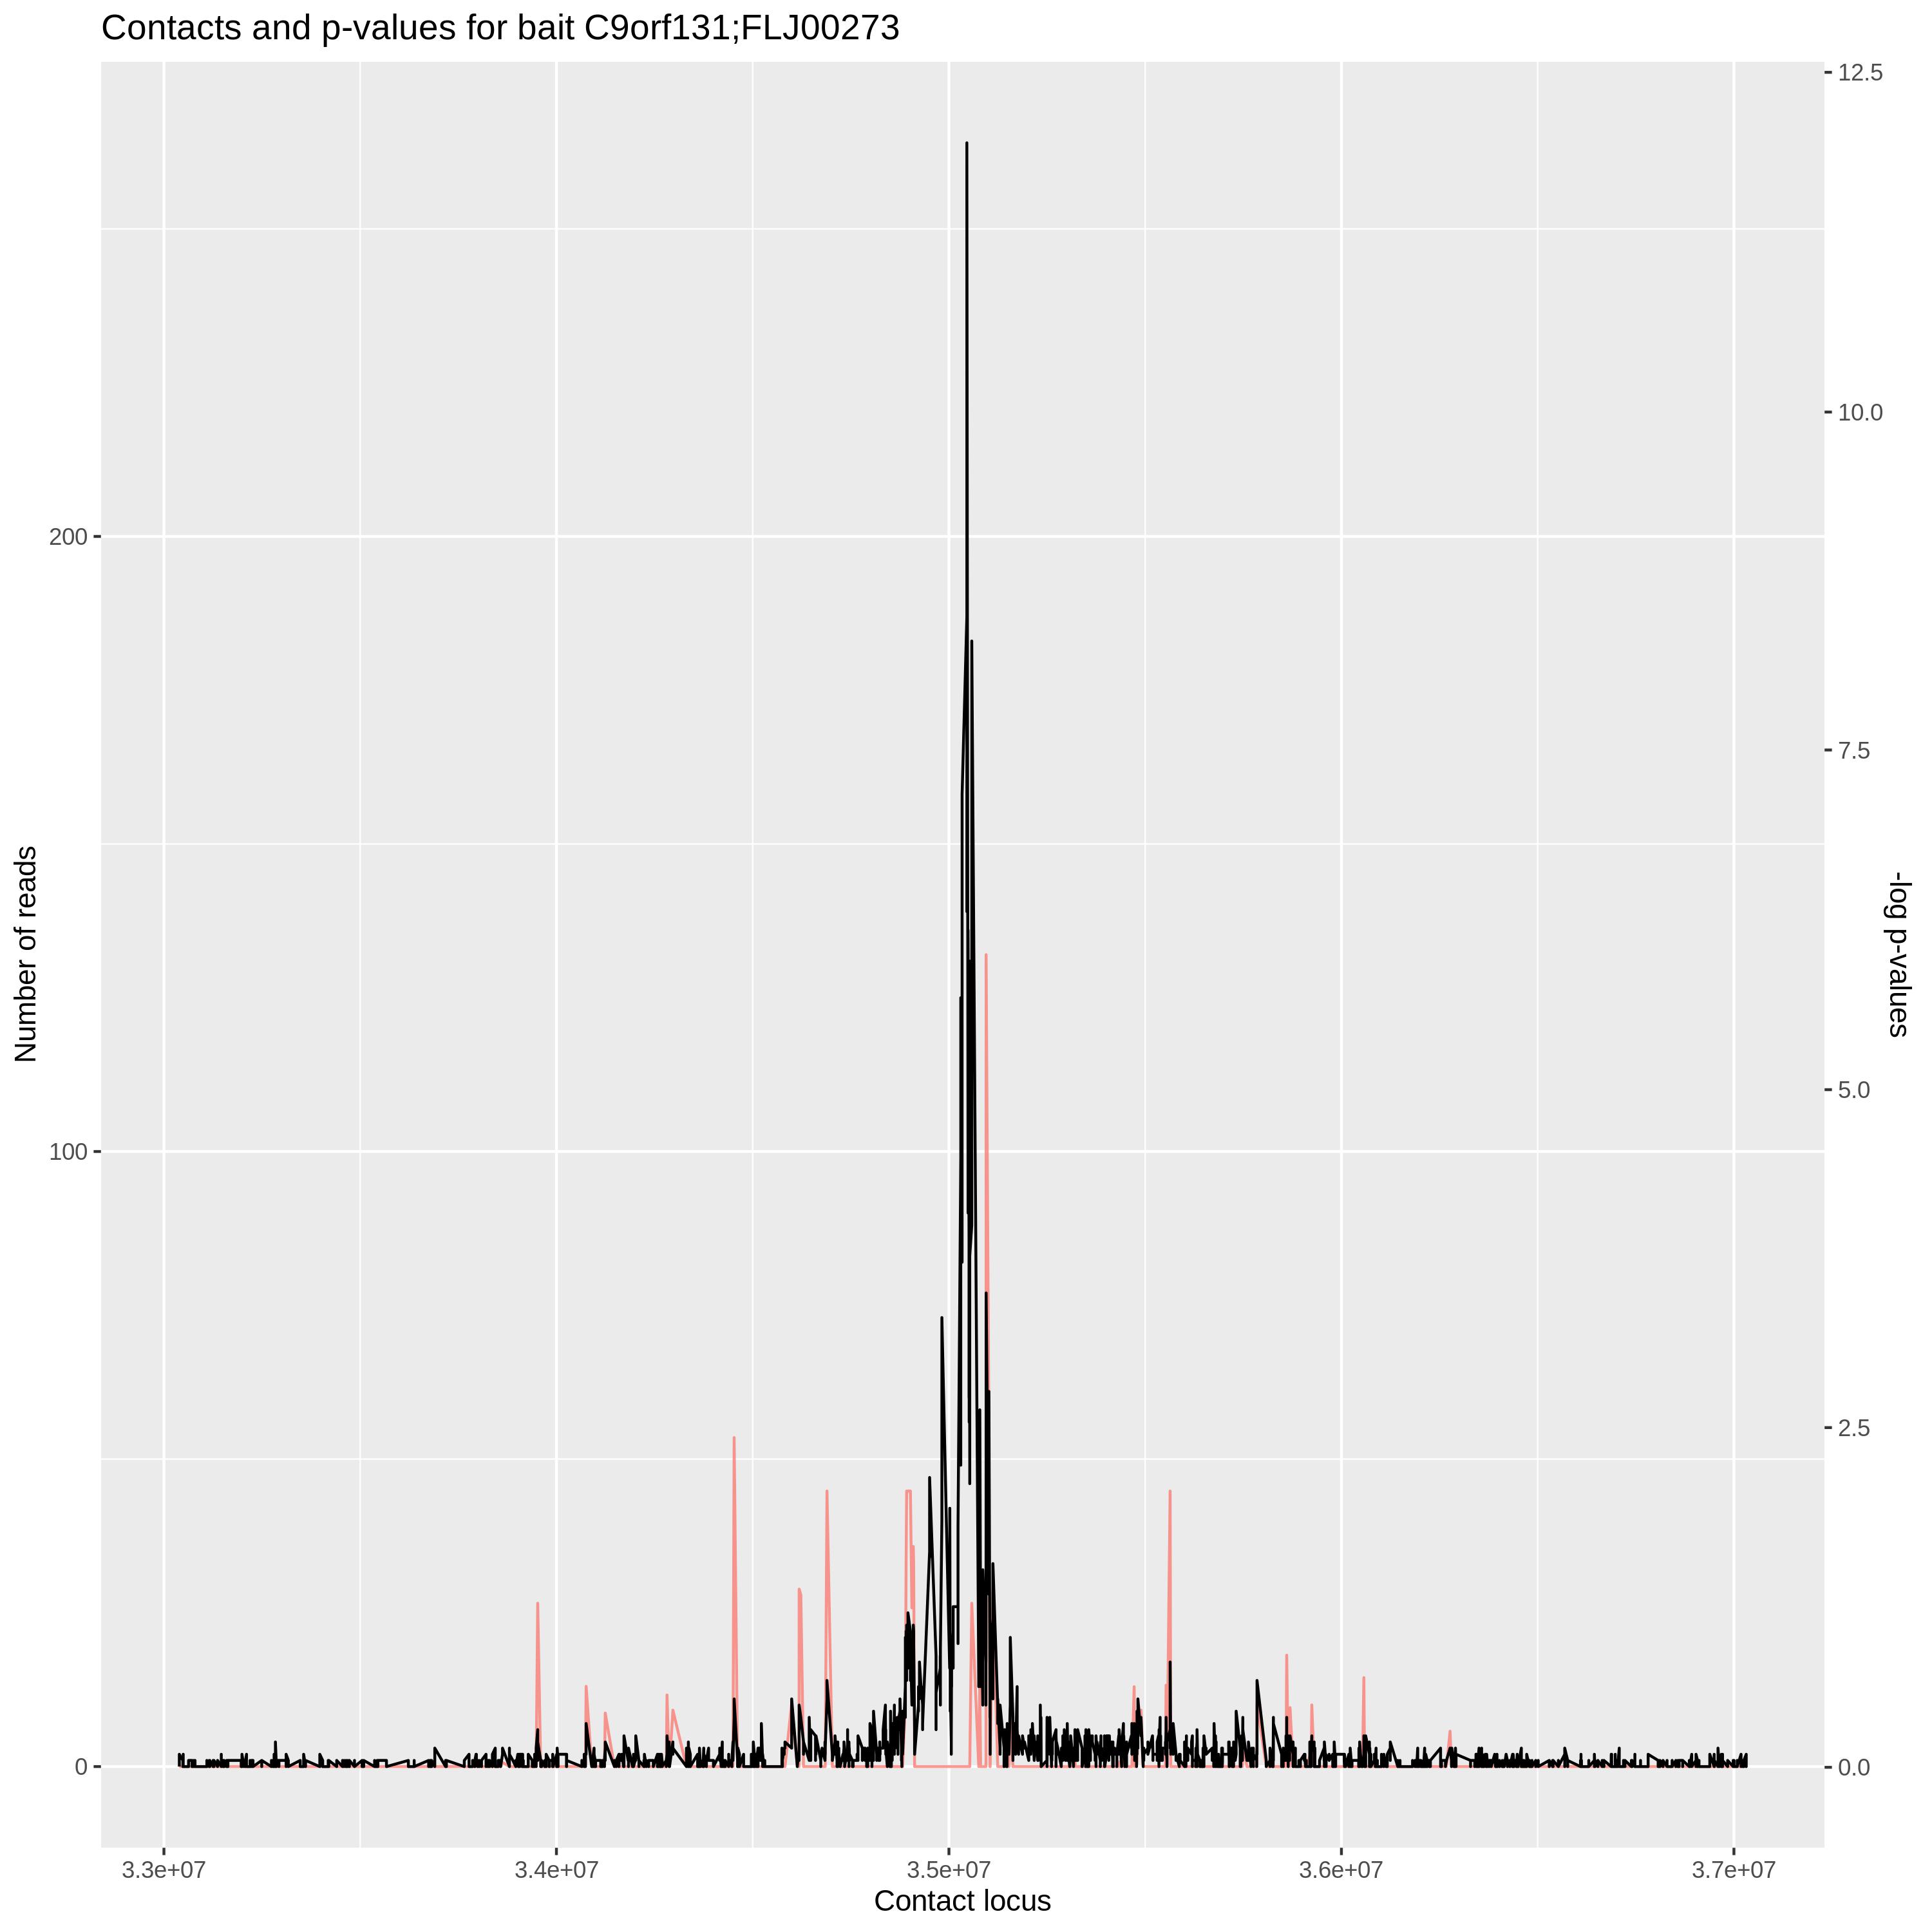 Contacts and p-values for bait C9orf131;FLJ00273
12.5
10.0
200
7.5
Number of reads
-log p-values
5.0
100
2.5
0
0.0
3.3e+07
3.4e+07
3.5e+07
3.6e+07
3.7e+07
Contact locus